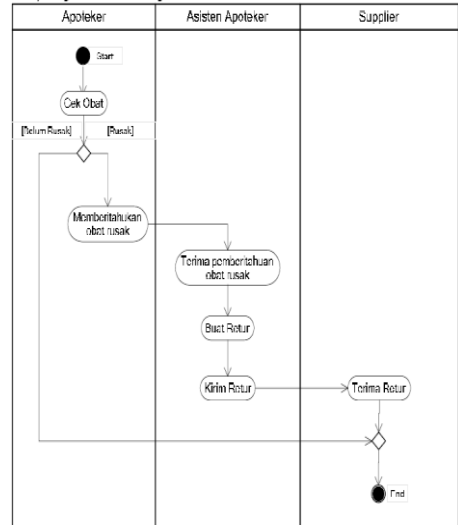 Apoteker
Asisten Apoteker
Supplier
Start
Cek Obat
[Belum Rusak]
[Rusak]
Memberitahukan
obat rusak
Terima pemberitahuan
obat rusak
Buat Retur
Kirim Retur
Terima Retur
End